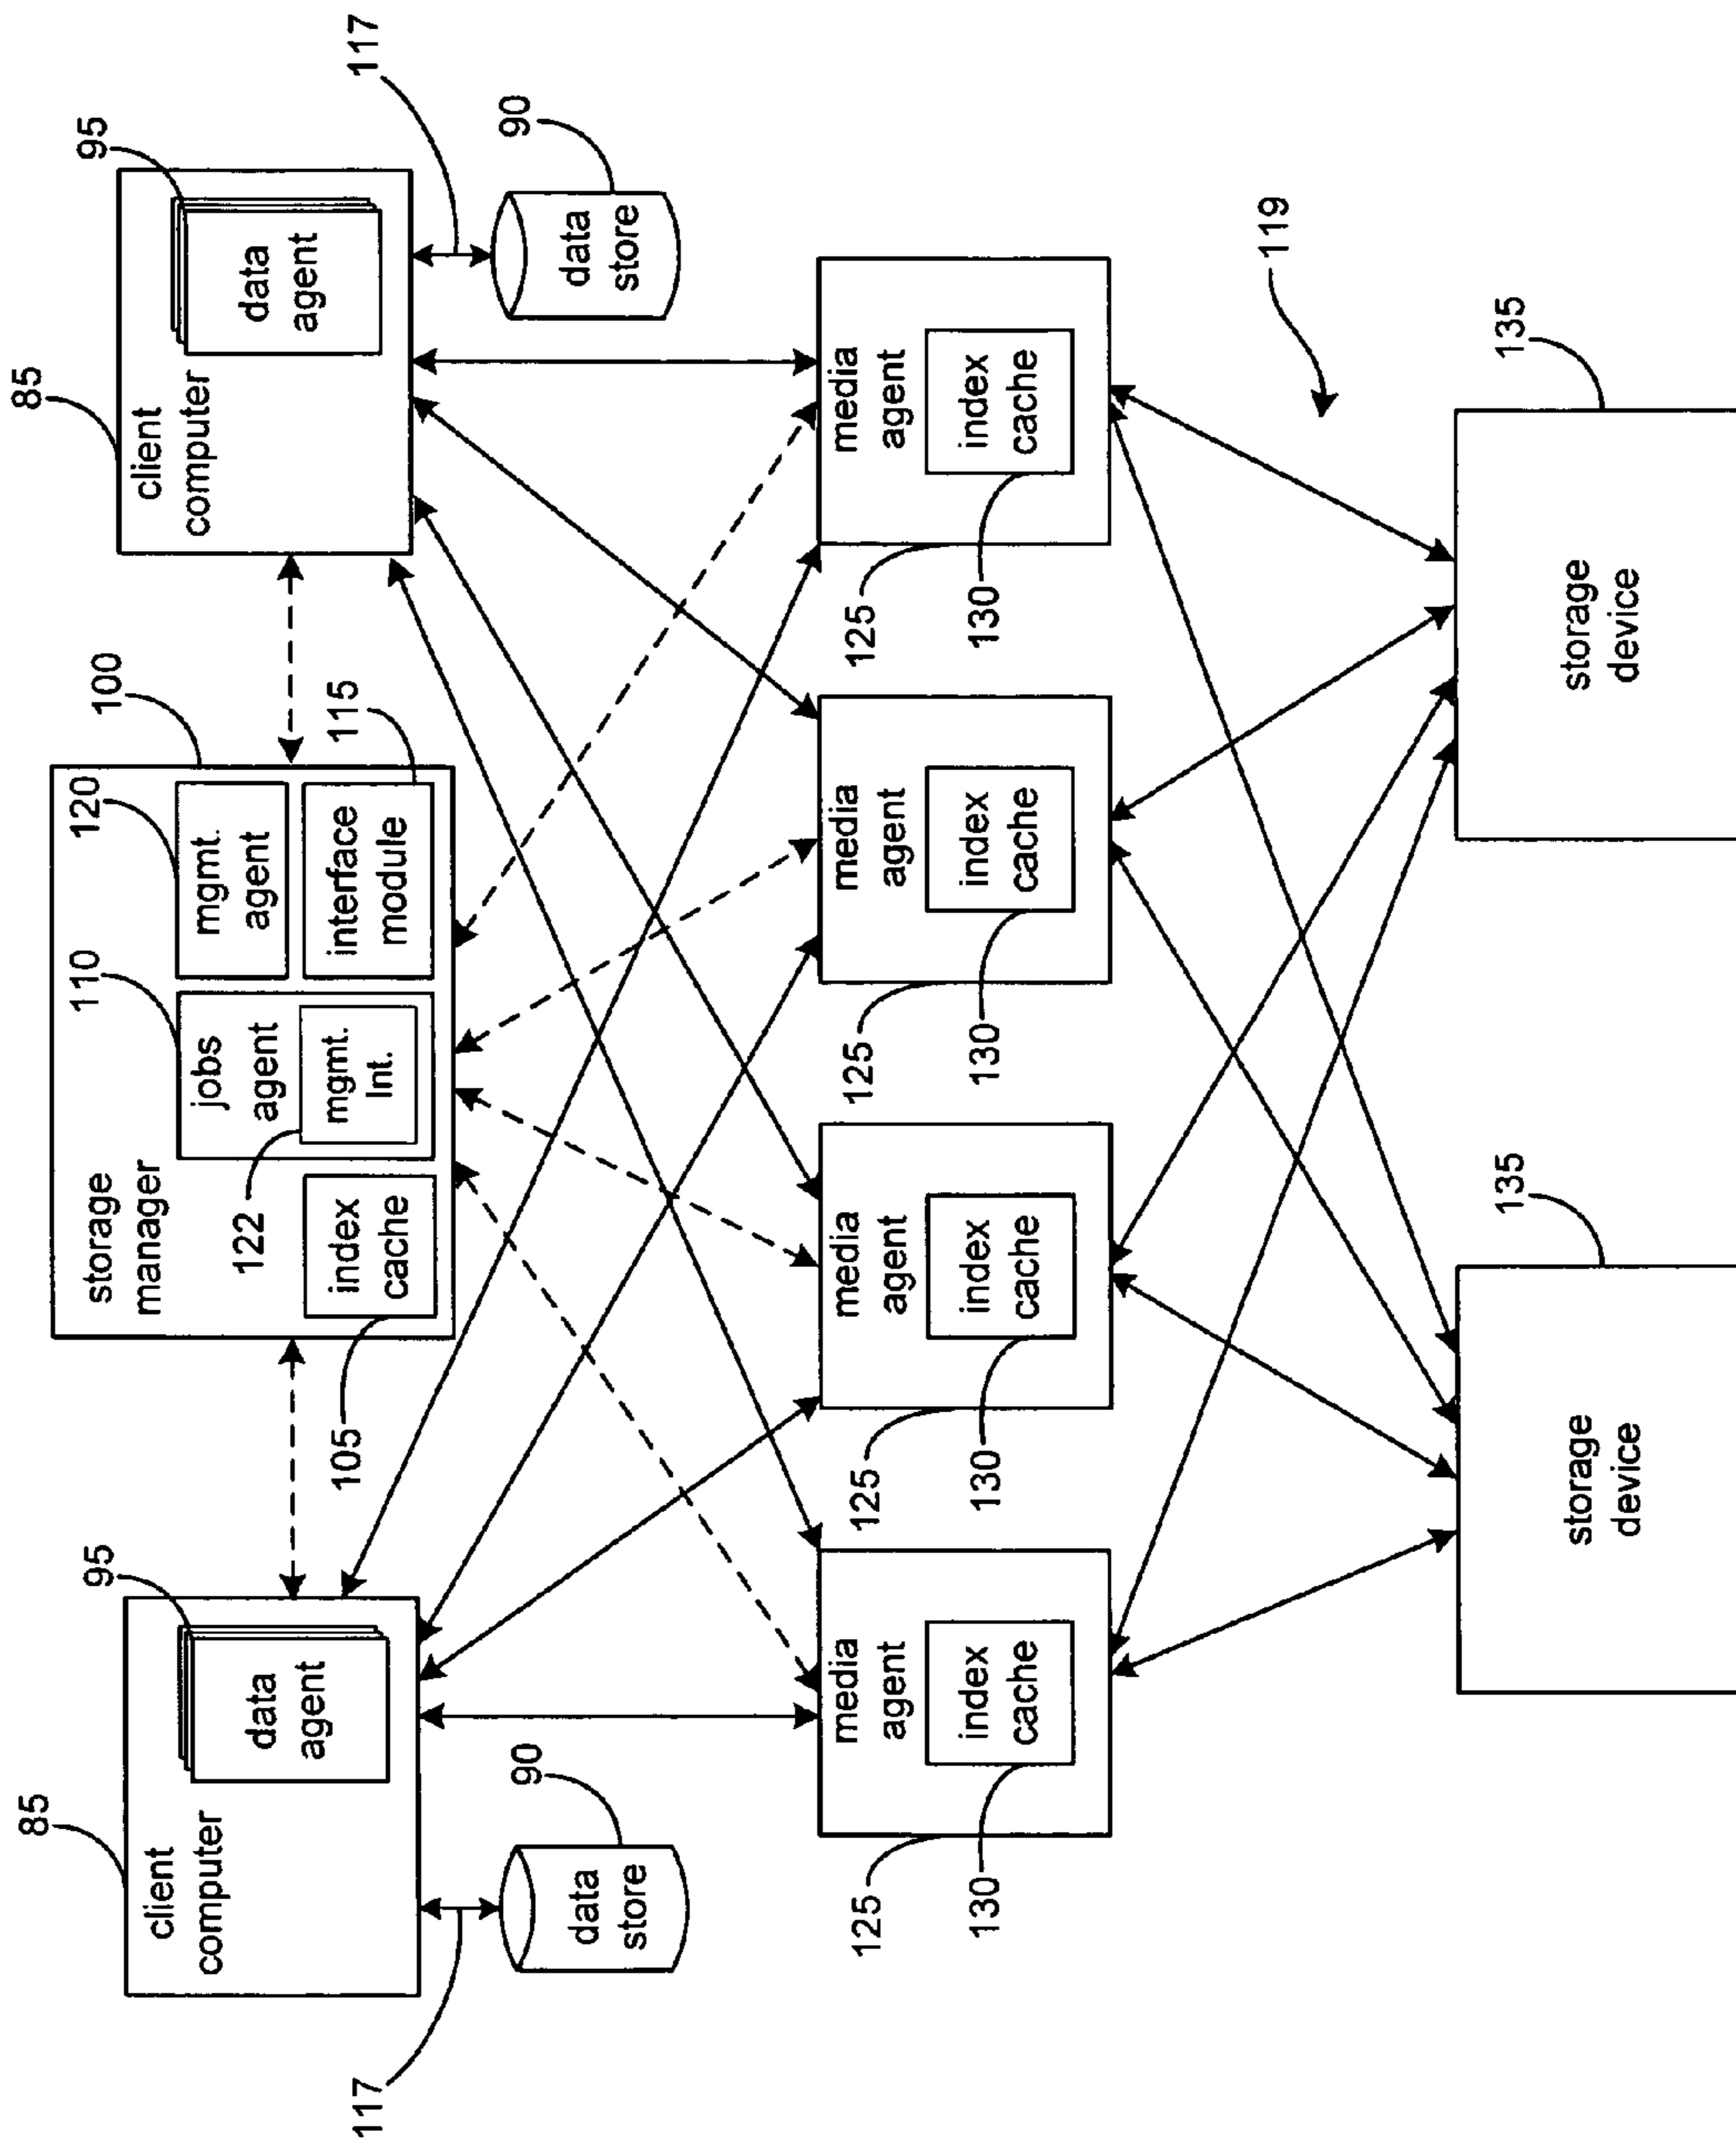 85
client
computer
95
data
agent
117
90
data
store
storage
manager
100
110
jobs
agent
122
mgmt.
Int.
120
mgmt.
agent
interface
module
115
105
index
cache
85
client
computer
95
data
agent
117
90
data
store
media
agent
index
cache
125
130
media
agent
index
cache
125
130
media
agent
index
cache
125
130
media
agent
index
cache
125
130
119
storage
device
135
storage
device
135